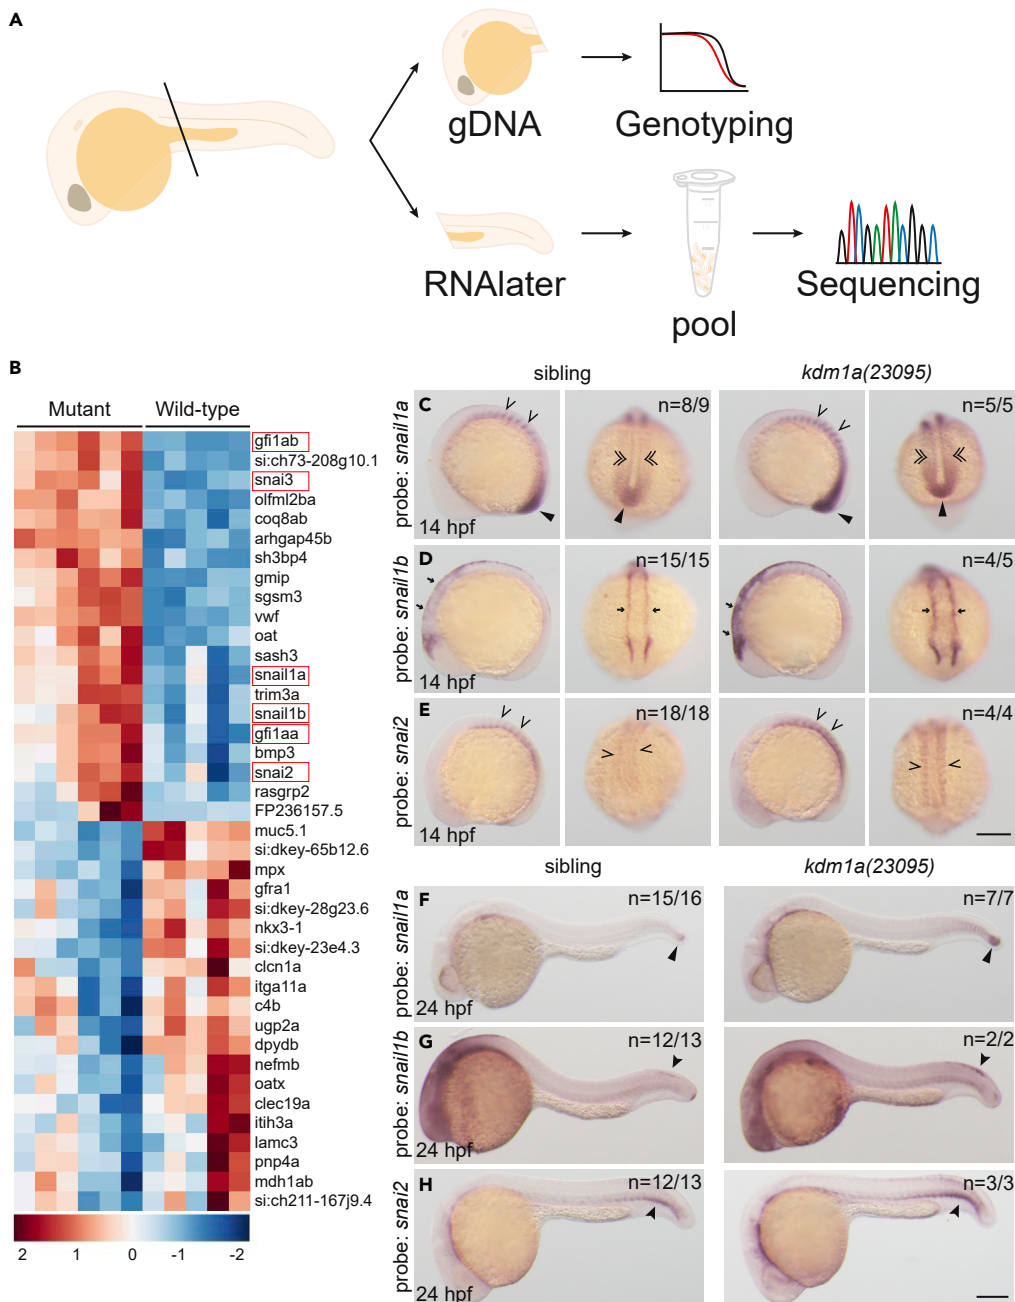 A
gDNA
Genotyping
RNAlater
pool
Sequencing
B
Mutant
Wild-type
gfi1ab
si:ch73-208g10.1
snai3
olfml2ba
coq8ab
arhgap45b
sh3bp4
gmip
sgsm3
vwf
oat
sash3
snail1a
trim3a
snail1b
gfi1aa
bmp3
snai2
rasgrp2
FP236157.5
muc5.1
si:dkey-65b12.6
mpx
gfra1
si:dkey-28g23.6
nkx3-1
si:dkey-23e4.3
clcn1a
itga11a
c4b
ugp2a
dpydb
nefmb
oatx
clec19a
itih3a
lamc3
pnp4a
mdh1ab
si:ch211-167j9.4
2 1 0 -1 -2
sibling
kdm1a(23095)
probe: snail1a
C
n=8/9
n=5/5
14 hpf
probe: snail1b
D
n=15/15
n=4/5
14 hpf
probe: snai2
E
n=18/18
n=4/4
14 hpf
sibling
kdm1a(23095)
probe: snail1a
F
n=15/16
n=7/7
24 hpf
probe: snail1b
G
n=12/13
n=2/2
24 hpf
probe: snai2
H
n=12/13
n=3/3
24 hpf